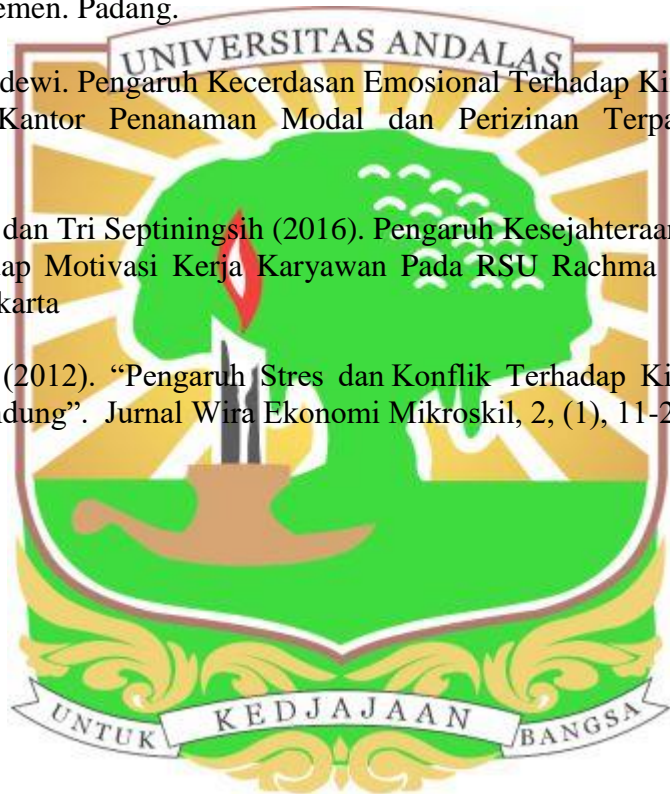 emen. Padang.
UNIVERSITAS ANDALAS
dewi. Pengaruh Kecerdasan Emosional Terhadap Ki
Kantor Penanaman Modal dan Perizinan Terpa
dan Tri Septiningsih (2016). Pengaruh Kesejahteraan
ap Motivasi Kerja Karyawan Pada RSU Rachma
karta
(2012). “Pengaruh Stres dan Konflik Terhadap Ki
ndung”. Jurnal Wira Ekonomi Mikroskil, 2, (1), 11-2
UNTUK KEDJAJAAN BANGSA